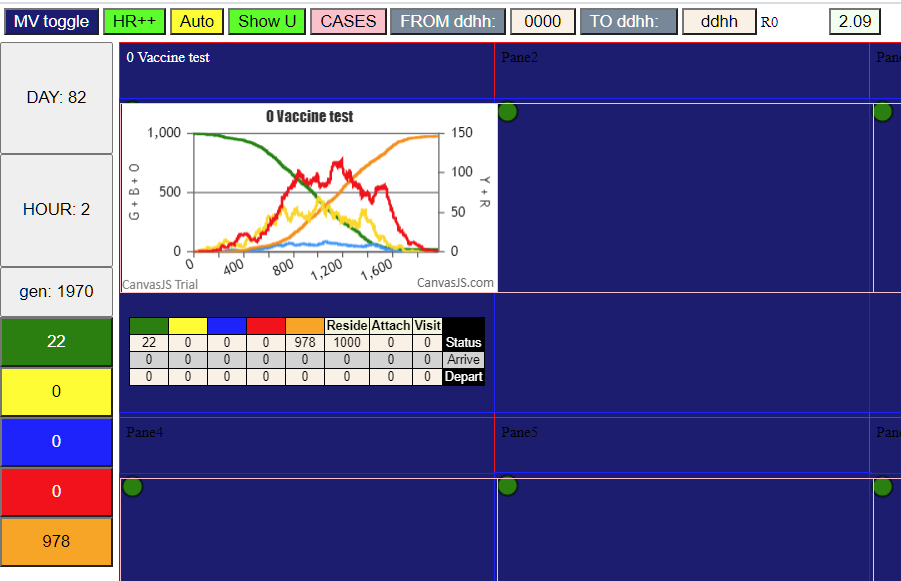 MV toggle HR++ Auto Show U CASES FROM ddhh: 0000 TO ddhh: ddhh R0 2.09
DAY: 82
HOUR: 2
gen: 1970
22
0
0
0
978
0 Vaccine test Pane2 Pan
0 Vaccine test
1,000 150
100
500 50
0 0
G + B + O
Y + R
0 400 800 1,200 1,600
CanvasJS Trial CanvasJS.com
Reside Attach Visit
22 0 0 0 978 1000 0 0 Status
0 0 0 0 0 0 0 0 Arrive
0 0 0 0 0 0 0 0 Depart
Pane4 Pane5 Pan